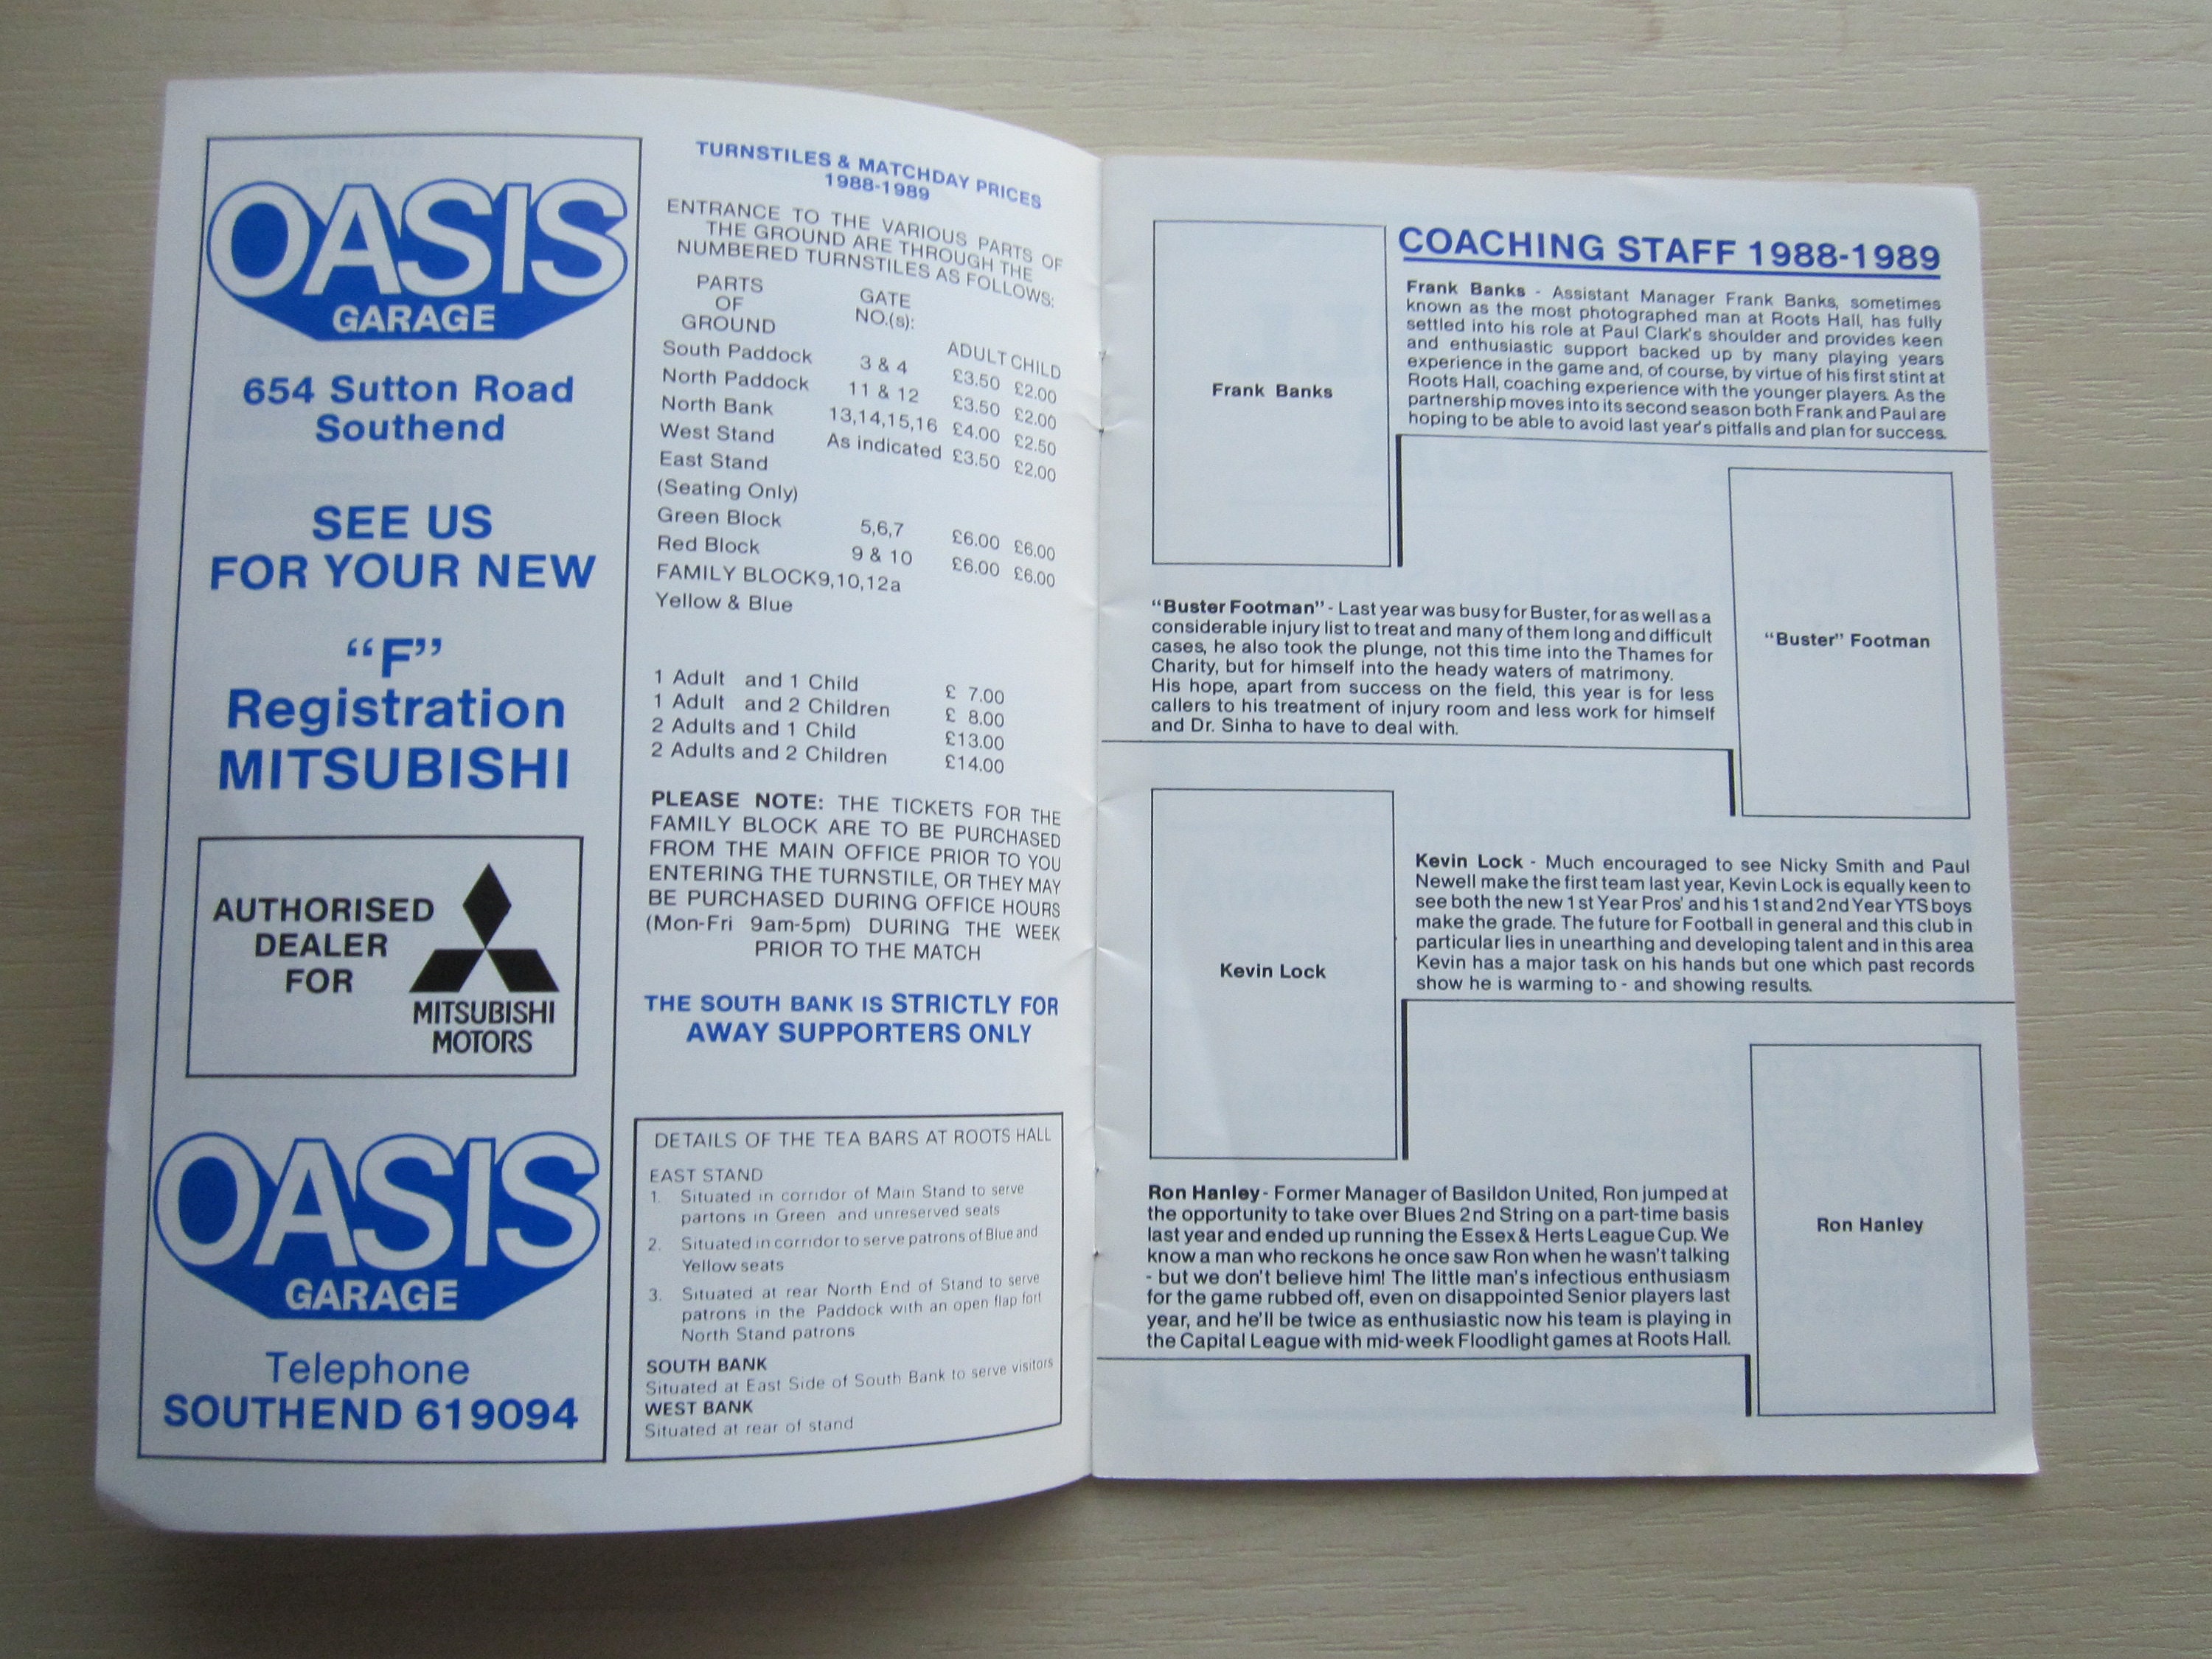 OASIS
GARAGE
654 Sutton Road
Southend
SEE US
FOR YOUR NEW
“F”
Registration
MITSUBISHI
AUTHORISED
DEALER
FOR
MITSUBISHI
MOTORS
OASIS
GARAGE
Telephone
SOUTHEND 619094
TURNSTILES & MATCHDAY PRICES
1988-1989
ENTRANCE TO THE VARIOUS PARTS OF
THE GROUND ARE THROUGH THE
NUMBERED TURNSTILES AS FOLLOWS:
PARTS
OF
GROUND
GATE
NO.(s):
ADULT CHILD
South Paddock 3 & 4 £3.50 £2.00
North Paddock 11 & 12 £3.50 £2.00
North Bank 13,14,15,16 £4.00 £2.50
West Stand As indicated £3.50 £2.00
East Stand
(Seating Only)
Green Block 5,6,7 £6.00 £6.00
Red Block 9 & 10 £6.00 £6.00
FAMILY BLOCK9,10,12a
Yellow & Blue
1 Adult and 1 Child £ 7.00
1 Adult and 2 Children £ 8.00
2 Adults and 1 Child £13.00
2 Adults and 2 Children £14.00
PLEASE NOTE: THE TICKETS FOR THE
FAMILY BLOCK ARE TO BE PURCHASED
FROM THE MAIN OFFICE PRIOR TO YOU
ENTERING THE TURNSTILE, OR THEY MAY
BE PURCHASED DURING OFFICE HOURS
(Mon-Fri 9am-5pm) DURING THE WEEK
PRIOR TO THE MATCH
THE SOUTH BANK IS STRICTLY FOR
AWAY SUPPORTERS ONLY
DETAILS OF THE TEA BARS AT ROOTS HALL
EAST STAND
1. Situated in corridor of Main Stand to serve
partons in Green and unreserved seats
2. Situated in corridor to serve patrons of Blue and
Yellow seats
3. Situated at rear North End of Stand to serve
patrons in the Paddock with an open flap fort
North Stand patrons
SOUTH BANK
Situated at East Side of South Bank to serve visitors
WEST BANK
Situated at rear of stand
COACHING STAFF 1988-1989
Frank Banks
Frank Banks - Assistant Manager Frank Banks, sometimes
known as the most photographed man at Roots Hall, has fully
settled into his role at Paul Clark's shoulder and provides keen
and enthusiastic support backed up by many playing years
experience in the game and, of course, by virtue of his first stint at
Roots Hall, coaching experience with the younger players. As the
partnership moves into its second season both Frank and Paul are
hoping to be able to avoid last year's pitfalls and plan for success.
“Buster Footman” - Last year was busy for Buster, for as well as a
considerable injury list to treat and many of them long and difficult
cases, he also took the plunge, not this time into the Thames for
Charity, but for himself into the heady waters of matrimony.
His hope, apart from success on the field, this year is for less
callers to his treatment of injury room and less work for himself
and Dr. Sinha to have to deal with.
“Buster” Footman
Kevin Lock
Kevin Lock - Much encouraged to see Nicky Smith and Paul
Newell make the first team last year, Kevin Lock is equally keen to
see both the new 1st Year Pros' and his 1st and 2nd Year YTS boys
make the grade. The future for Football in general and this club in
particular lies in unearthing and developing talent and in this area
Kevin has a major task on his hands but one which past records
show he is warming to - and showing results.
Ron Hanley - Former Manager of Basildon United, Ron jumped at
the opportunity to take over Blues 2nd String on a part-time basis
last year and ended up running the Essex & Herts League Cup. We
know a man who reckons he once saw Ron when he wasn't talking
- but we don't believe him! The little man's infectious enthusiasm
for the game rubbed off, even on disappointed Senior players last
year, and he'll be twice as enthusiastic now his team is playing in
the Capital League with mid-week Floodlight games at Roots Hall.
Ron Hanley